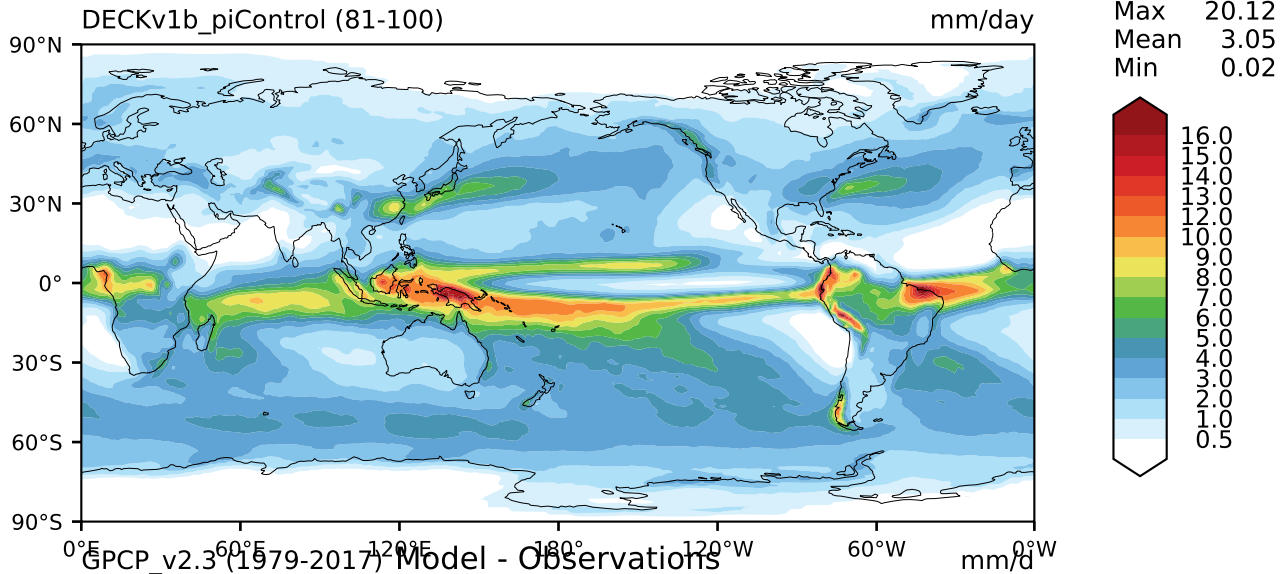 DECKv1b_piControl (81-100) mm/day
Max 20.12
Mean 3.05
Min 0.02
90°N
60°N
30°N
0°
30°S
60°S
90°S
0°E 60°E 120°E 180° 120°W 60°W 0°W
GPCP_v2.3 (1979-2017) Model - Observations mm/d
16.0
15.0
14.0
13.0
12.0
10.0
9.0
8.0
7.0
6.0
5.0
4.0
3.0
2.0
1.0
0.5